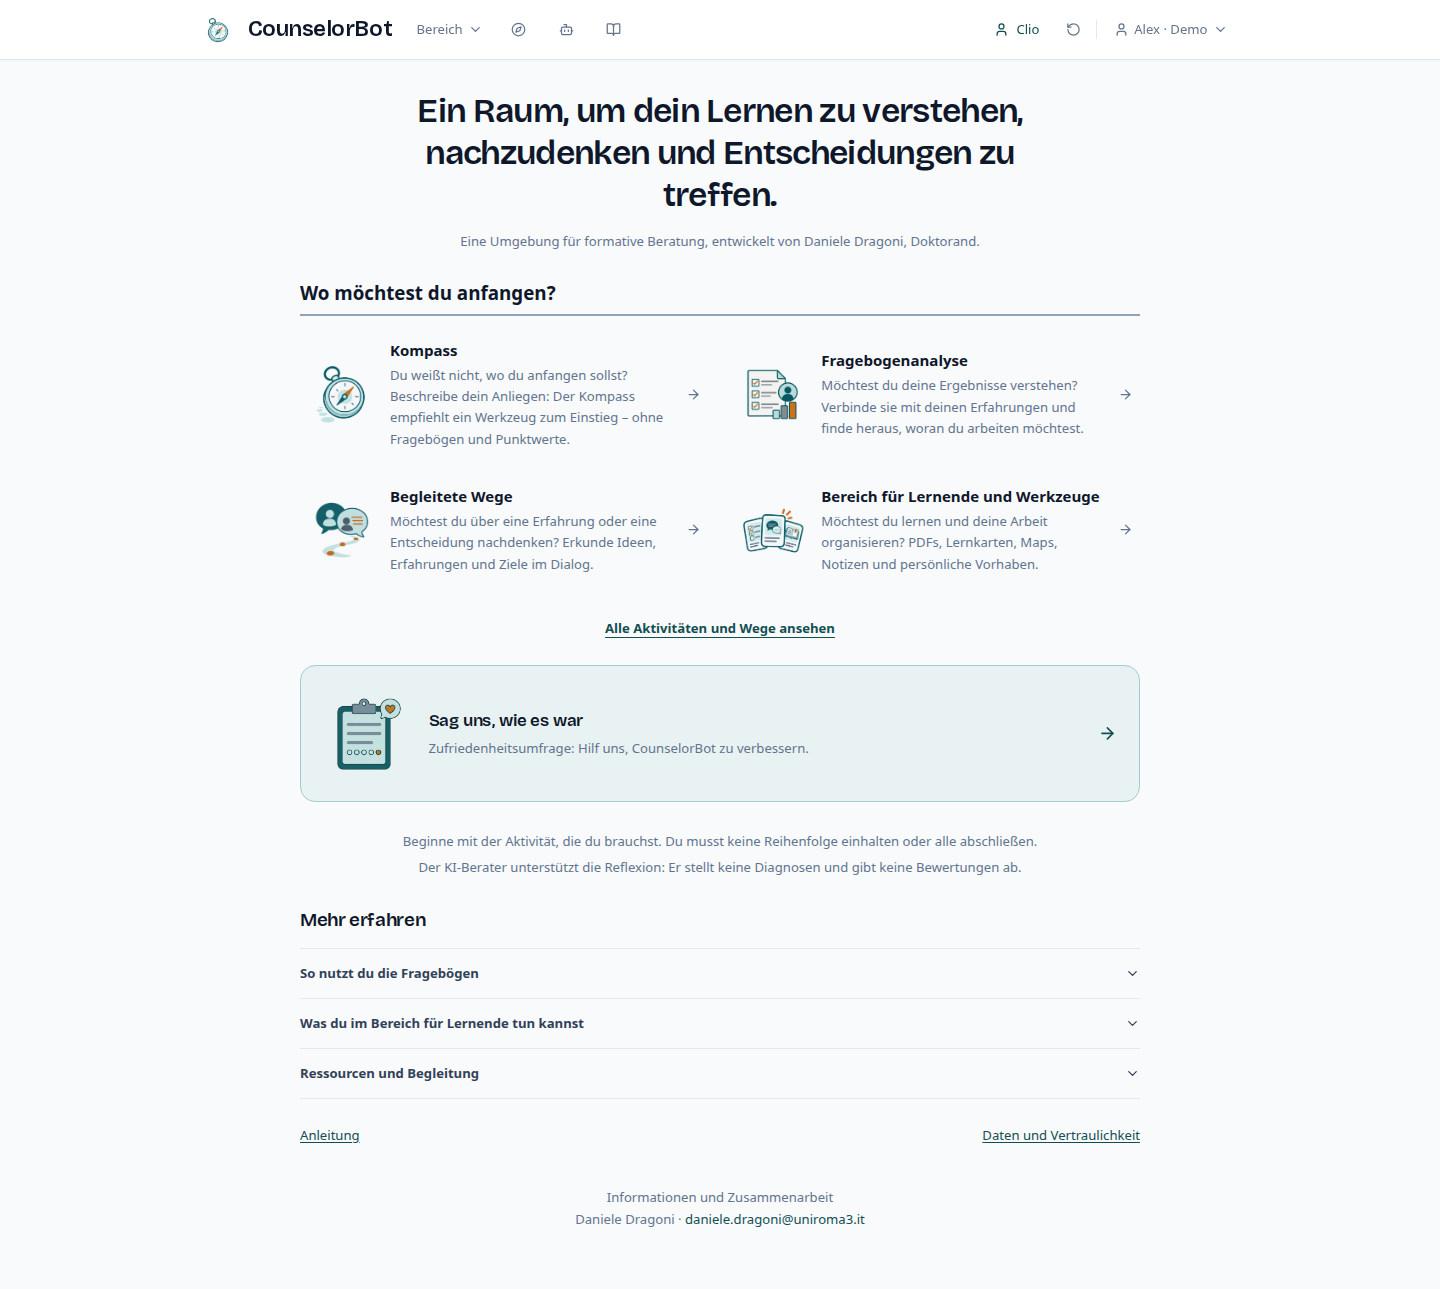 CounselorBot
Bereich
Clio
Alex · Demo
Ein Raum, um dein Lernen zu verstehen,
nachzudenken und Entscheidungen zu
treffen.
Eine Umgebung für formative Beratung, entwickelt von Daniele Dragoni, Doktorand.
Wo möchtest du anfangen?
Kompass
Du weißt nicht, wo du anfangen sollst?
Beschreibe dein Anliegen: Der Kompass
empfiehlt ein Werkzeug zum Einstieg – ohne
Fragebögen und Punktwerte.
Fragebogenanalyse
Möchtest du deine Ergebnisse verstehen?
Verbinde sie mit deinen Erfahrungen und
finde heraus, woran du arbeiten möchtest.
Begleitete Wege
Möchtest du über eine Erfahrung oder eine
Entscheidung nachdenken? Erkunde Ideen,
Erfahrungen und Ziele im Dialog.
Bereich für Lernende und Werkzeuge
Möchtest du lernen und deine Arbeit
organisieren? PDFs, Lernkarten, Maps,
Notizen und persönliche Vorhaben.
Alle Aktivitäten und Wege ansehen
Sag uns, wie es war
Zufriedenheitsumfrage: Hilf uns, CounselorBot zu verbessern.
Beginne mit der Aktivität, die du brauchst. Du musst keine Reihenfolge einhalten oder alle abschließen.
Der KI-Berater unterstützt die Reflexion: Er stellt keine Diagnosen und gibt keine Bewertungen ab.
Mehr erfahren
So nutzt du die Fragebögen
Was du im Bereich für Lernende tun kannst
Ressourcen und Begleitung
Anleitung
Daten und Vertraulichkeit
Informationen und Zusammenarbeit
Daniele Dragoni · daniele.dragoni@uniroma3.it